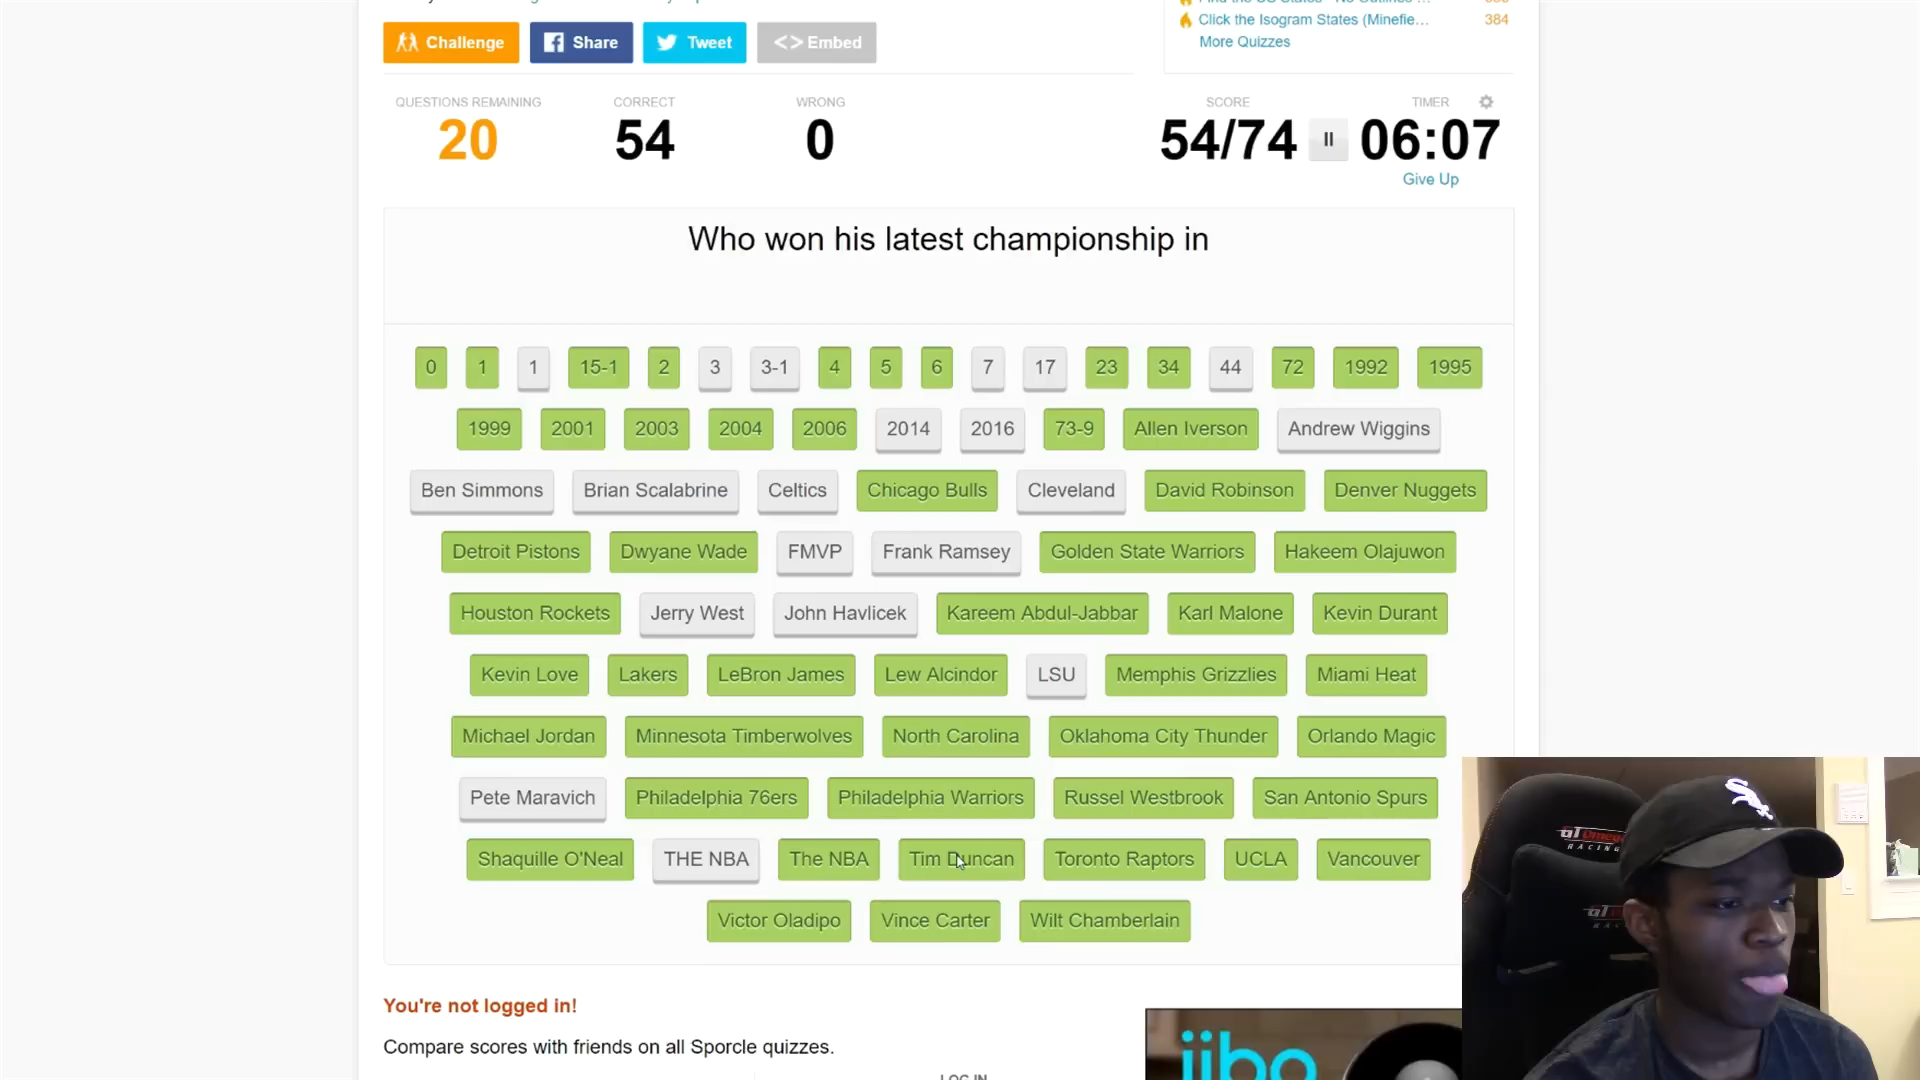 Click the Isogram States (Minefie... 384
More Quizzes
Challenge Share Tweet <> Embed
QUESTIONS REMAINING CORRECT WRONG SCORE TIMER
20 54 0 54/74 06:07
Give Up
Who won his latest championship in
0 1 1 15-1 2 3 3-1 4 5 6 7 17 23 34 44 72 1992 1995
1999 2001 2003 2004 2006 2014 2016 73-9 Allen Iverson Andrew Wiggins
Ben Simmons Brian Scalabrine Celtics Chicago Bulls Cleveland David Robinson Denver Nuggets
Detroit Pistons Dwyane Wade FMVP Frank Ramsey Golden State Warriors Hakeem Olajuwon
Houston Rockets Jerry West John Havlicek Kareem Abdul-Jabbar Karl Malone Kevin Durant
Kevin Love Lakers LeBron James Lew Alcindor LSU Memphis Grizzlies Miami Heat
Michael Jordan Minnesota Timberwolves North Carolina Oklahoma City Thunder Orlando Magic
Pete Maravich Philadelphia 76ers Philadelphia Warriors Russel Westbrook San Antonio Spurs
Shaquille O'Neal THE NBA The NBA Tim Duncan Toronto Raptors UCLA Vancouver
Victor Oladipo Vince Carter Wilt Chamberlain
You're not logged in!
Compare scores with friends on all Sporcle quizzes.
LOG IN
RACING